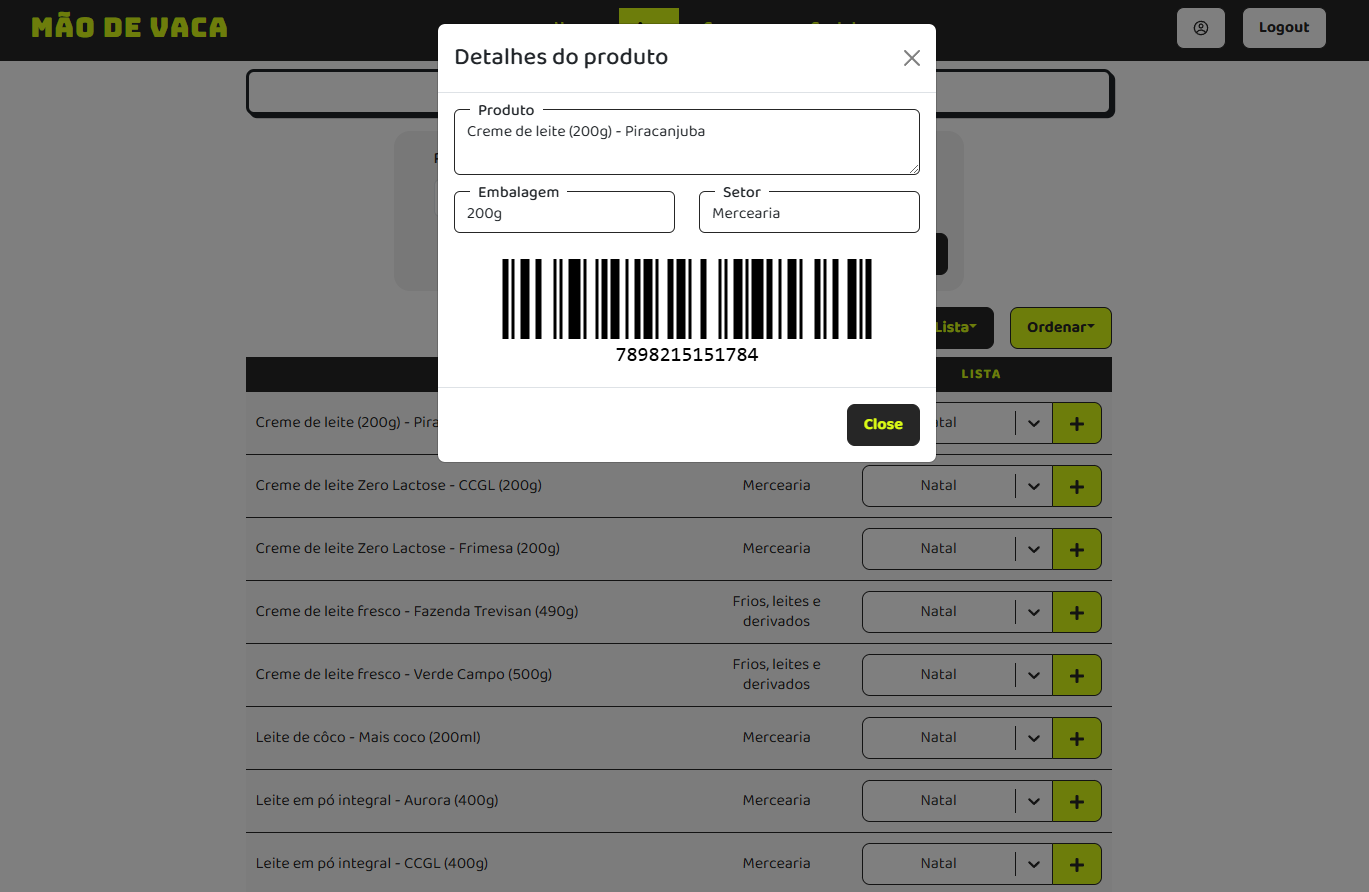 MÃO DE VACA
Logout
Detalhes do produto
Produto
Creme de leite (200g) - Piracanjuba
Embalagem
200g
Setor
Mercearia
7898215151784
Close
Lista
Ordenar
LISTA
Creme de leite (200g) - Pira
Creme de leite Zero Lactose - CCGL (200g) Mercearia Natal
Creme de leite Zero Lactose - Frimesa (200g) Mercearia Natal
Creme de leite fresco - Fazenda Trevisan (490g) Frios, leites e derivados Natal
Creme de leite fresco - Verde Campo (500g) Frios, leites e derivados Natal
Leite de côco - Mais coco (200ml) Mercearia Natal
Leite em pó integral - Aurora (400g) Mercearia Natal
Leite em pó integral - CCGL (400g) Mercearia Natal